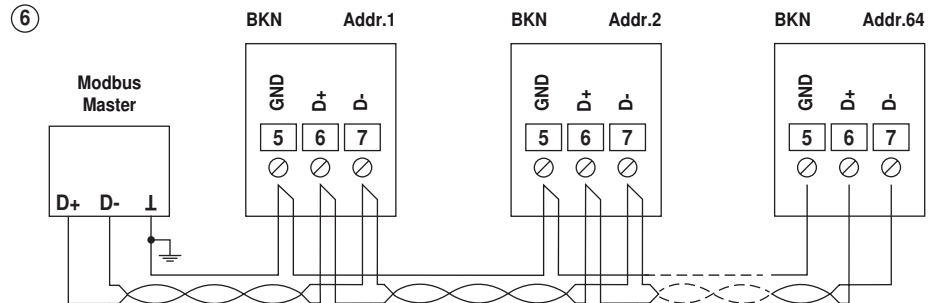 6
BKN Addr.1 BKN Addr.2 BKN Addr.64
Modbus
Master
GND D+ D- GND D+ D- GND D+ D-
5 6 7 5 6 7 5 6 7
D+ D- ⊥